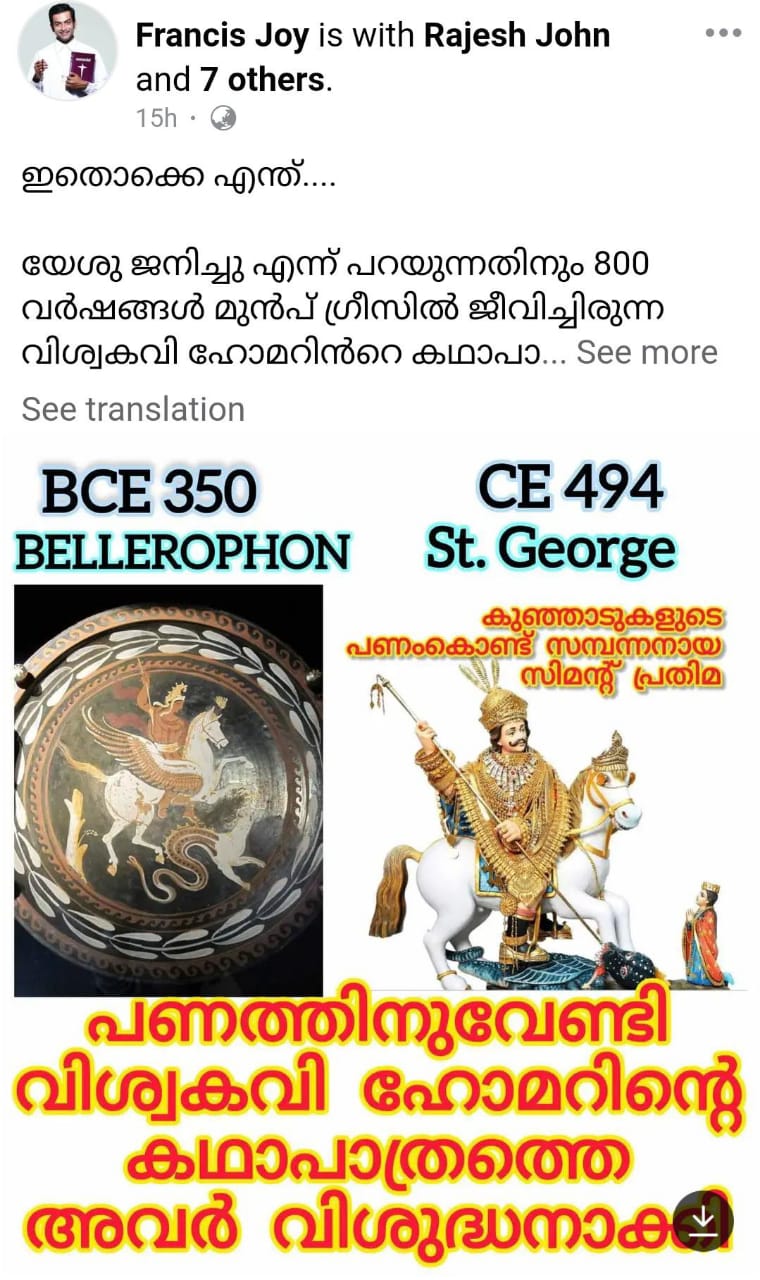 Francis Joy is with Rajesh John
and 7 others.
15h ·
ഇതൊക്കെ എന്ത്....
യേശു ജനിച്ചു എന്ന് പറയുന്നതിനും 800
വർഷങ്ങൾ മുൻപ് ഗ്രീസിൽ ജീവിച്ചിരുന്ന
വിശ്വകവി ഹോമറിൻറെ കഥാപാ... See more
See translation
BCE 350
BELLEROPHON
CE 494
St. George
കുഞ്ഞാടുകളുടെ
പണംകൊണ്ട് സമ്പന്നനായ
സിമന്റ് പ്രതിമ
പണത്തിനുവേണ്ടി
വിശ്വകവി ഹോമറിന്റെ
കഥാപാത്രത്തെ
അവർ വിശുദ്ധനാക്കി